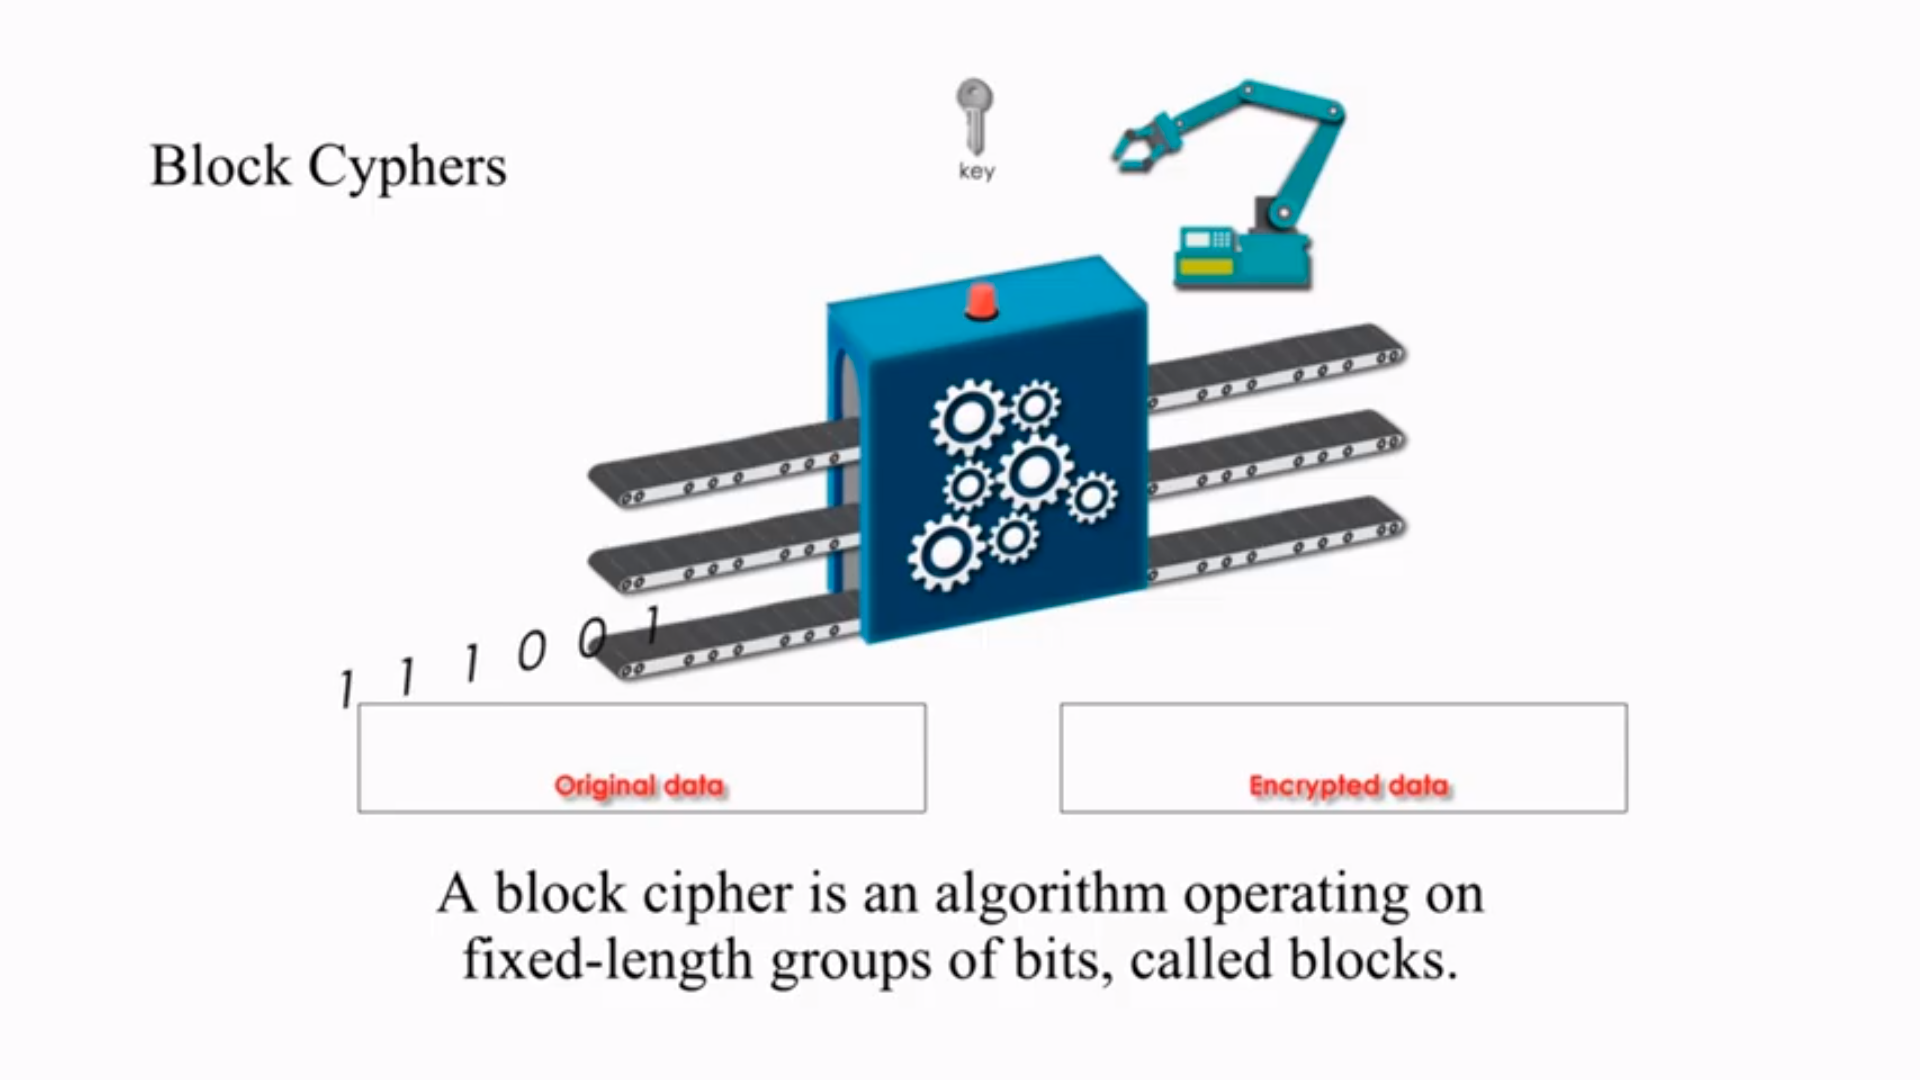 Block Cyphers
key
1 1 1 0 0 1
Original data
Encrypted data
A block cipher is an algorithm operating on
fixed-length groups of bits, called blocks.